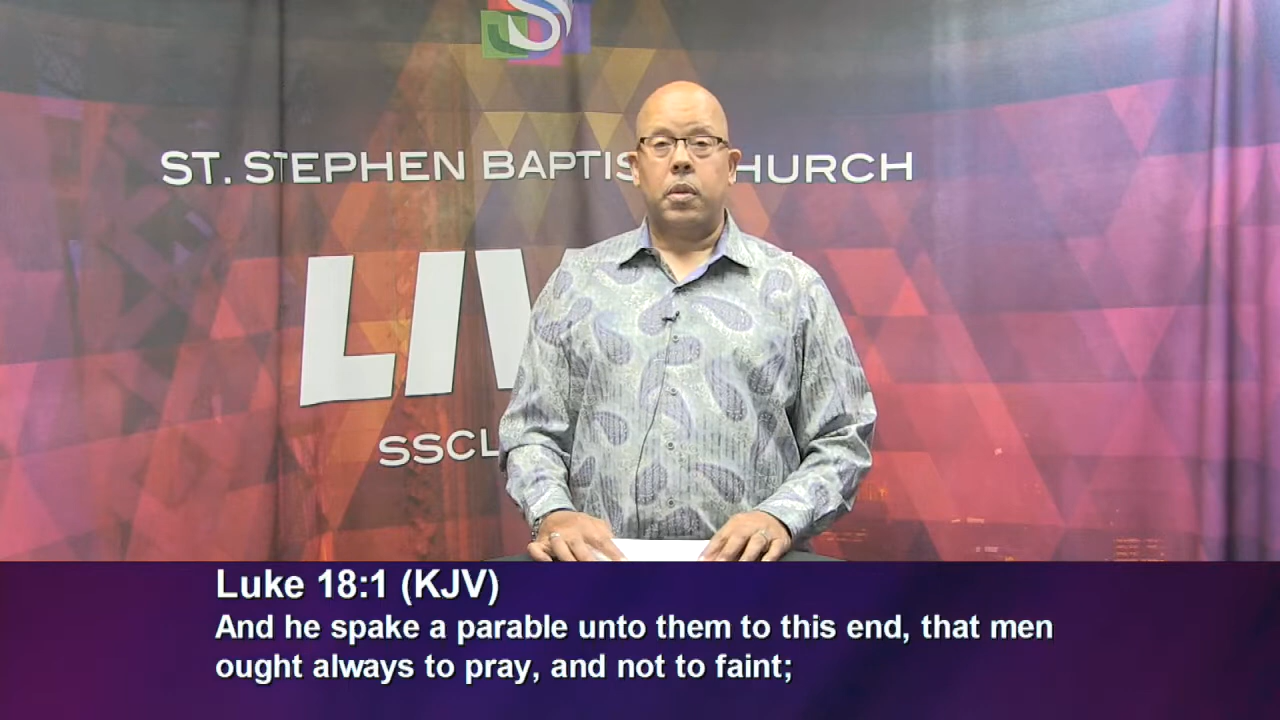 S
ST. STEPHEN BAPTIS HURCH
LIV
SSCL
Luke 18:1 (KJV)
And he spake a parable unto them to this end, that men
ought always to pray, and not to faint;